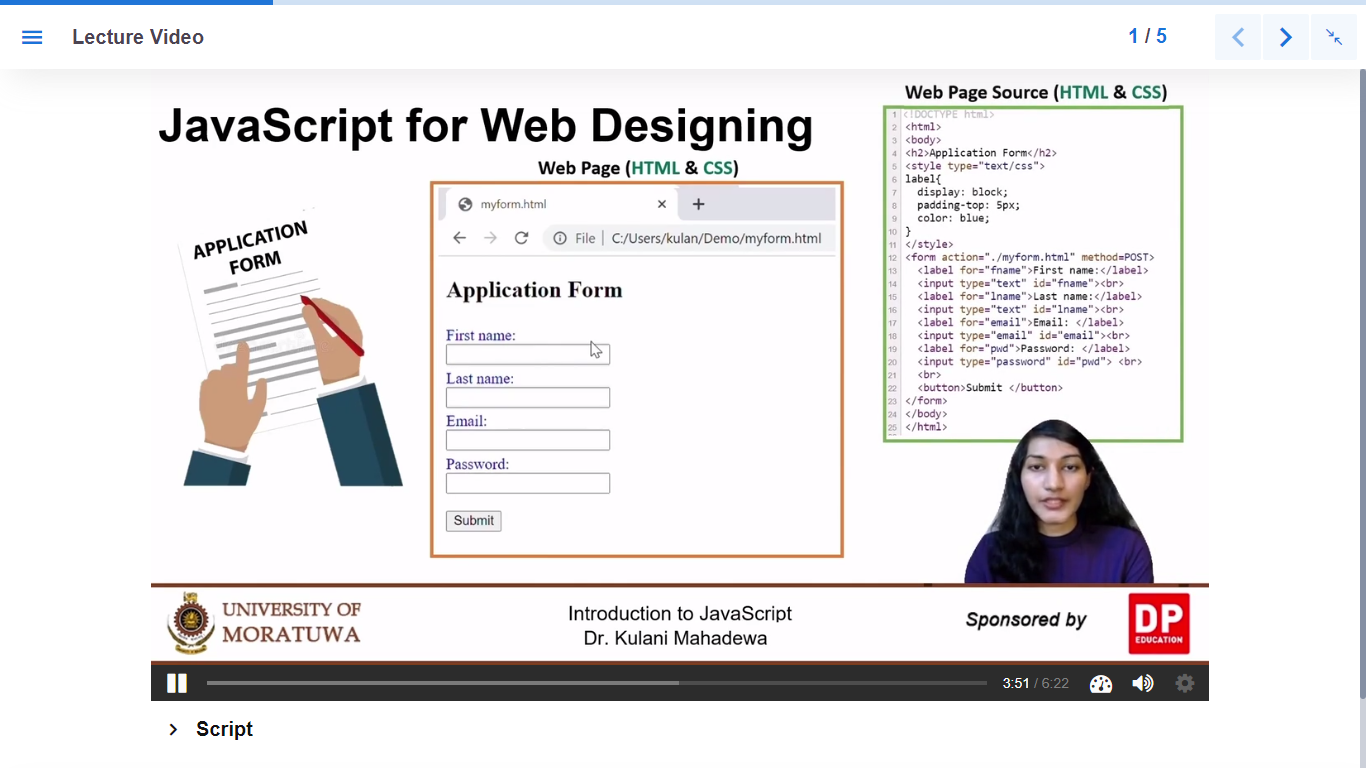 Lecture Video
1 / 5
JavaScript for Web Designing
Web Page (HTML & CSS)
APPLICATION
FORM
myform.html
File | C:/Users/kulan/Demo/myform.html
Application Form
First name:
Last name:
Email:
Password:
Submit
Web Page Source (HTML & CSS)
1 <!DOCTYPE html>
2 <html>
3 <body>
4 <h2>Application Form</h2>
5 <style type="text/css">
6 label{
7 display: block;
8 padding-top: 5px;
9 color: blue;
10 }
11 </style>
12 <form action="./myform.html" method=POST>
13 <label for="fname">First name:</label>
14 <input type="text" id="fname"><br>
15 <label for="lname">Last name:</label>
16 <input type="text" id="lname"><br>
17 <label for="email">Email: </label>
18 <input type="email" id="email"><br>
19 <label for="pwd">Password: </label>
20 <input type="password" id="pwd"> <br>
21 <br>
22 <button>Submit </button>
23 </form>
24 </body>
25 </html>
UNIVERSITY OF
MORATUWA
Introduction to JavaScript
Dr. Kulani Mahadewa
Sponsored by
DP
EDUCATION
3:51 / 6:22
Script